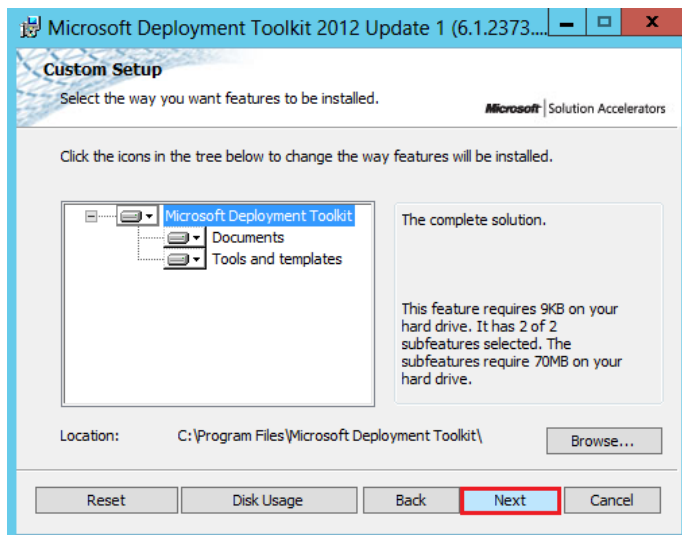 Microsoft Deployment Toolkit 2012 Update 1 (6.1.2373....
Custom Setup
Select the way you want features to be installed.
Microsoft Solution Accelerators
Click the icons in the tree below to change the way features will be installed.
Microsoft Deployment Toolkit
Documents
Tools and templates
The complete solution.
This feature requires 9KB on your
hard drive. It has 2 of 2
subfeatures selected. The
subfeatures require 70MB on your
hard drive.
Location: C:\Program Files\Microsoft Deployment Toolkit\
Browse...
Reset Disk Usage Back Next Cancel